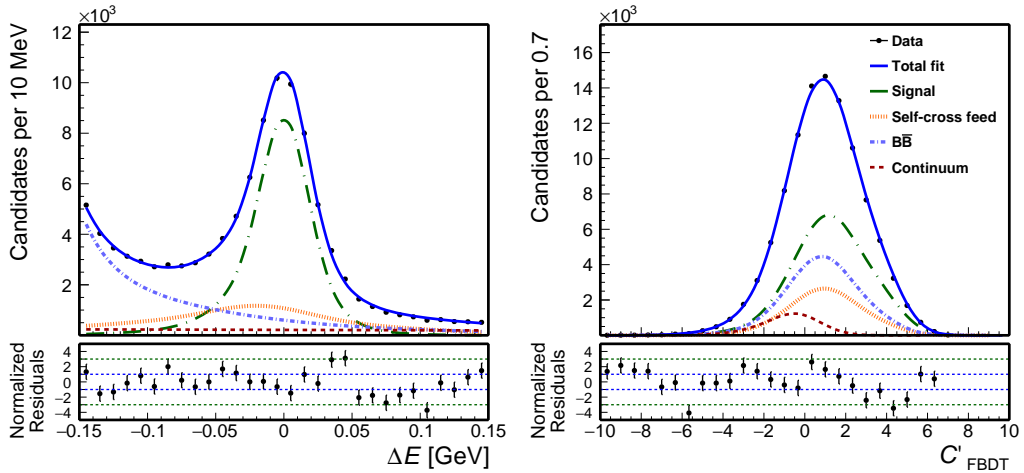 ×10³
12
10
8
6
4
2
Candidates per 10 MeV
4
2
0
−2
−4
Normalized
Residuals
−0.15 −0.1 −0.05 0 0.05 0.1 0.15
ΔE [GeV]
×10³
18
16
14
12
10
8
6
4
2
Candidates per 0.7
Data
Total fit
Signal
Self-cross feed
BB̅
Continuum
4
2
0
−2
−4
Normalized
Residuals
−10 −8 −6 −4 −2 0 2 4 6 8 10
C'FBDT